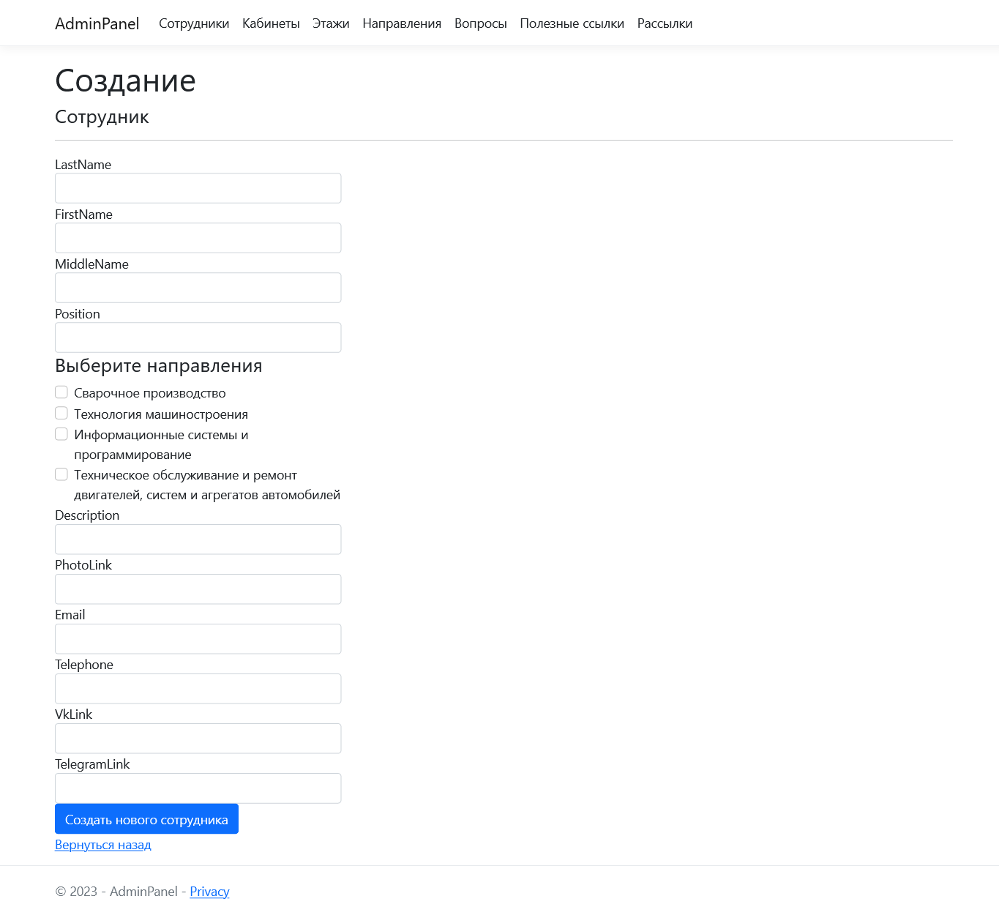 AdminPanel Сотрудники Кабинеты Этажи Направления Вопросы Полезные ссылки Рассылки
Создание
Сотрудник
LastName
FirstName
MiddleName
Position
Выберите направления
Сварочное производство
Технология машиностроения
Информационные системы и
программирование
Техническое обслуживание и ремонт
двигателей, систем и агрегатов автомобилей
Description
PhotoLink
Email
Telephone
VkLink
TelegramLink
Создать нового сотрудника
Вернуться назад
© 2023 - AdminPanel - Privacy